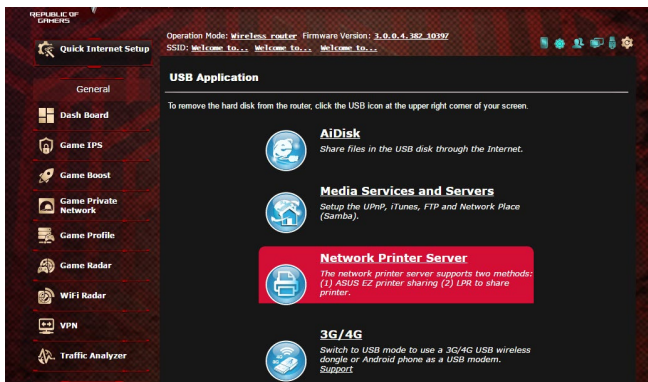 REPUBLIC OF
GAMERS
Quick Internet Setup
General
Dash Board
Game IPS
Game Boost
Game Private
Network
Game Profile
Game Radar
WiFi Radar
VPN
Traffic Analyzer
Operation Mode: Wireless router Firmware Version: 3.0.0.4.382_10397
SSID: Welcome to... Welcome to... Welcome to...
USB Application
To remove the hard disk from the router, click the USB icon at the upper right corner of your screen.
AiDisk
Share files in the USB disk through the Internet.
Media Services and Servers
Setup the UPnP, iTunes, FTP and Network Place
(Samba).
Network Printer Server
The network printer server supports two methods:
(1) ASUS EZ printer sharing (2) LPR to share
printer.
3G/4G
Switch to USB mode to use a 3G/4G USB wireless
dongle or Android phone as a USB modem.
Support